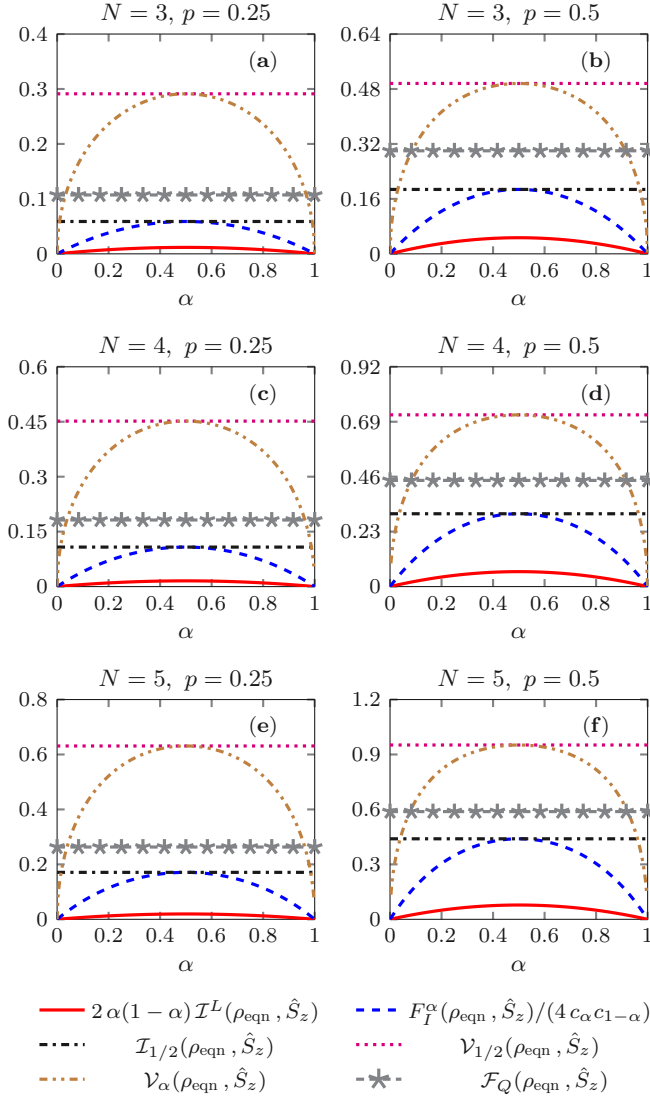 N = 3, p = 0.25
N = 3, p = 0.5
0.4
0.3
0.2
0.1
0
(a)
0 0.2 0.4 0.6 0.8 1
α
0.64
0.48
0.32
0.16
0
(b)
0 0.2 0.4 0.6 0.8 1
α
N = 4, p = 0.25
N = 4, p = 0.5
0.6
0.45
0.3
0.15
0
(c)
0 0.2 0.4 0.6 0.8 1
α
0.92
0.69
0.46
0.23
0
(d)
0 0.2 0.4 0.6 0.8 1
α
N = 5, p = 0.25
N = 5, p = 0.5
0.8
0.6
0.4
0.2
0
(e)
0 0.2 0.4 0.6 0.8 1
α
1.2
0.9
0.6
0.3
0
(f)
0 0.2 0.4 0.6 0.8 1
α
2 α(1 − α) 𝓘^L(ρ_eqn , Ŝ_z)
F_I^α(ρ_eqn , Ŝ_z)/(4 c_α c_{1−α})
𝓘_{1/2}(ρ_eqn , Ŝ_z)
𝒱_{1/2}(ρ_eqn , Ŝ_z)
𝒱_α(ρ_eqn , Ŝ_z)
𝓕_Q(ρ_eqn , Ŝ_z)